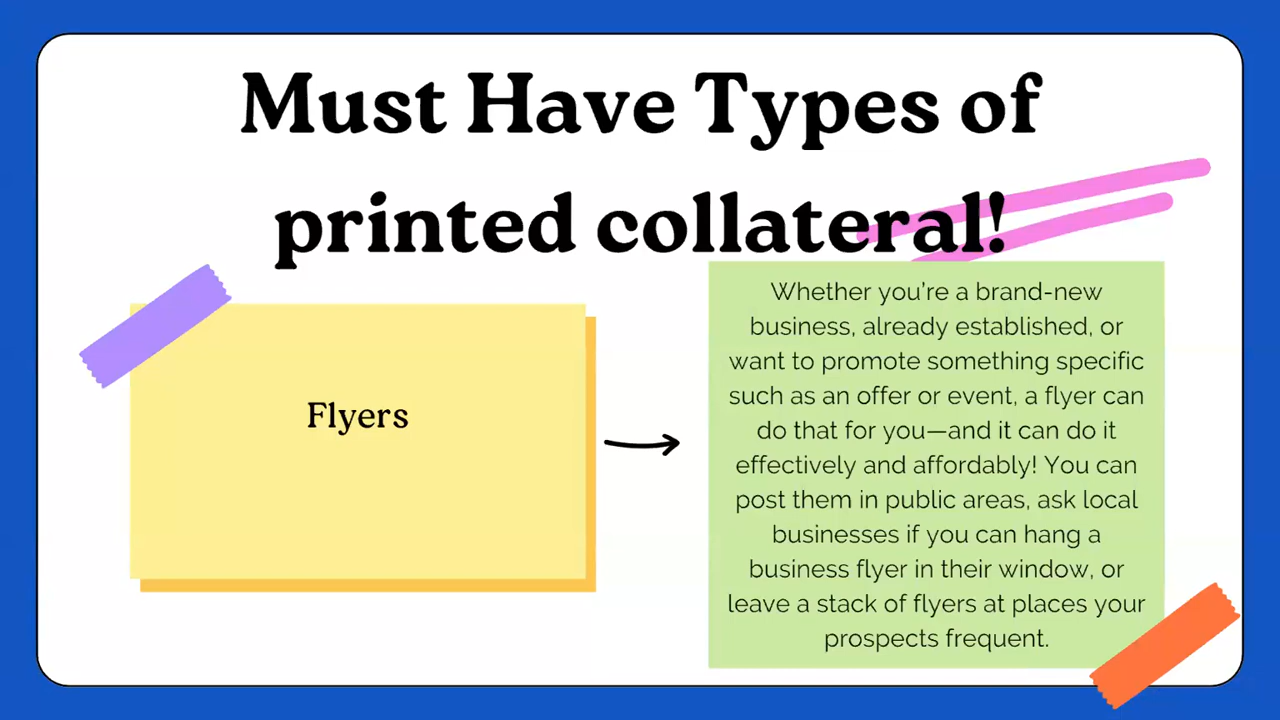 Must Have Types of
printed collateral!
Flyers
Whether you're a brand-new
business, already established, or
want to promote something specific
such as an offer or event, a flyer can
do that for you—and it can do it
effectively and affordably! You can
post them in public areas, ask local
businesses if you can hang a
business flyer in their window, or
leave a stack of flyers at places your
prospects frequent.